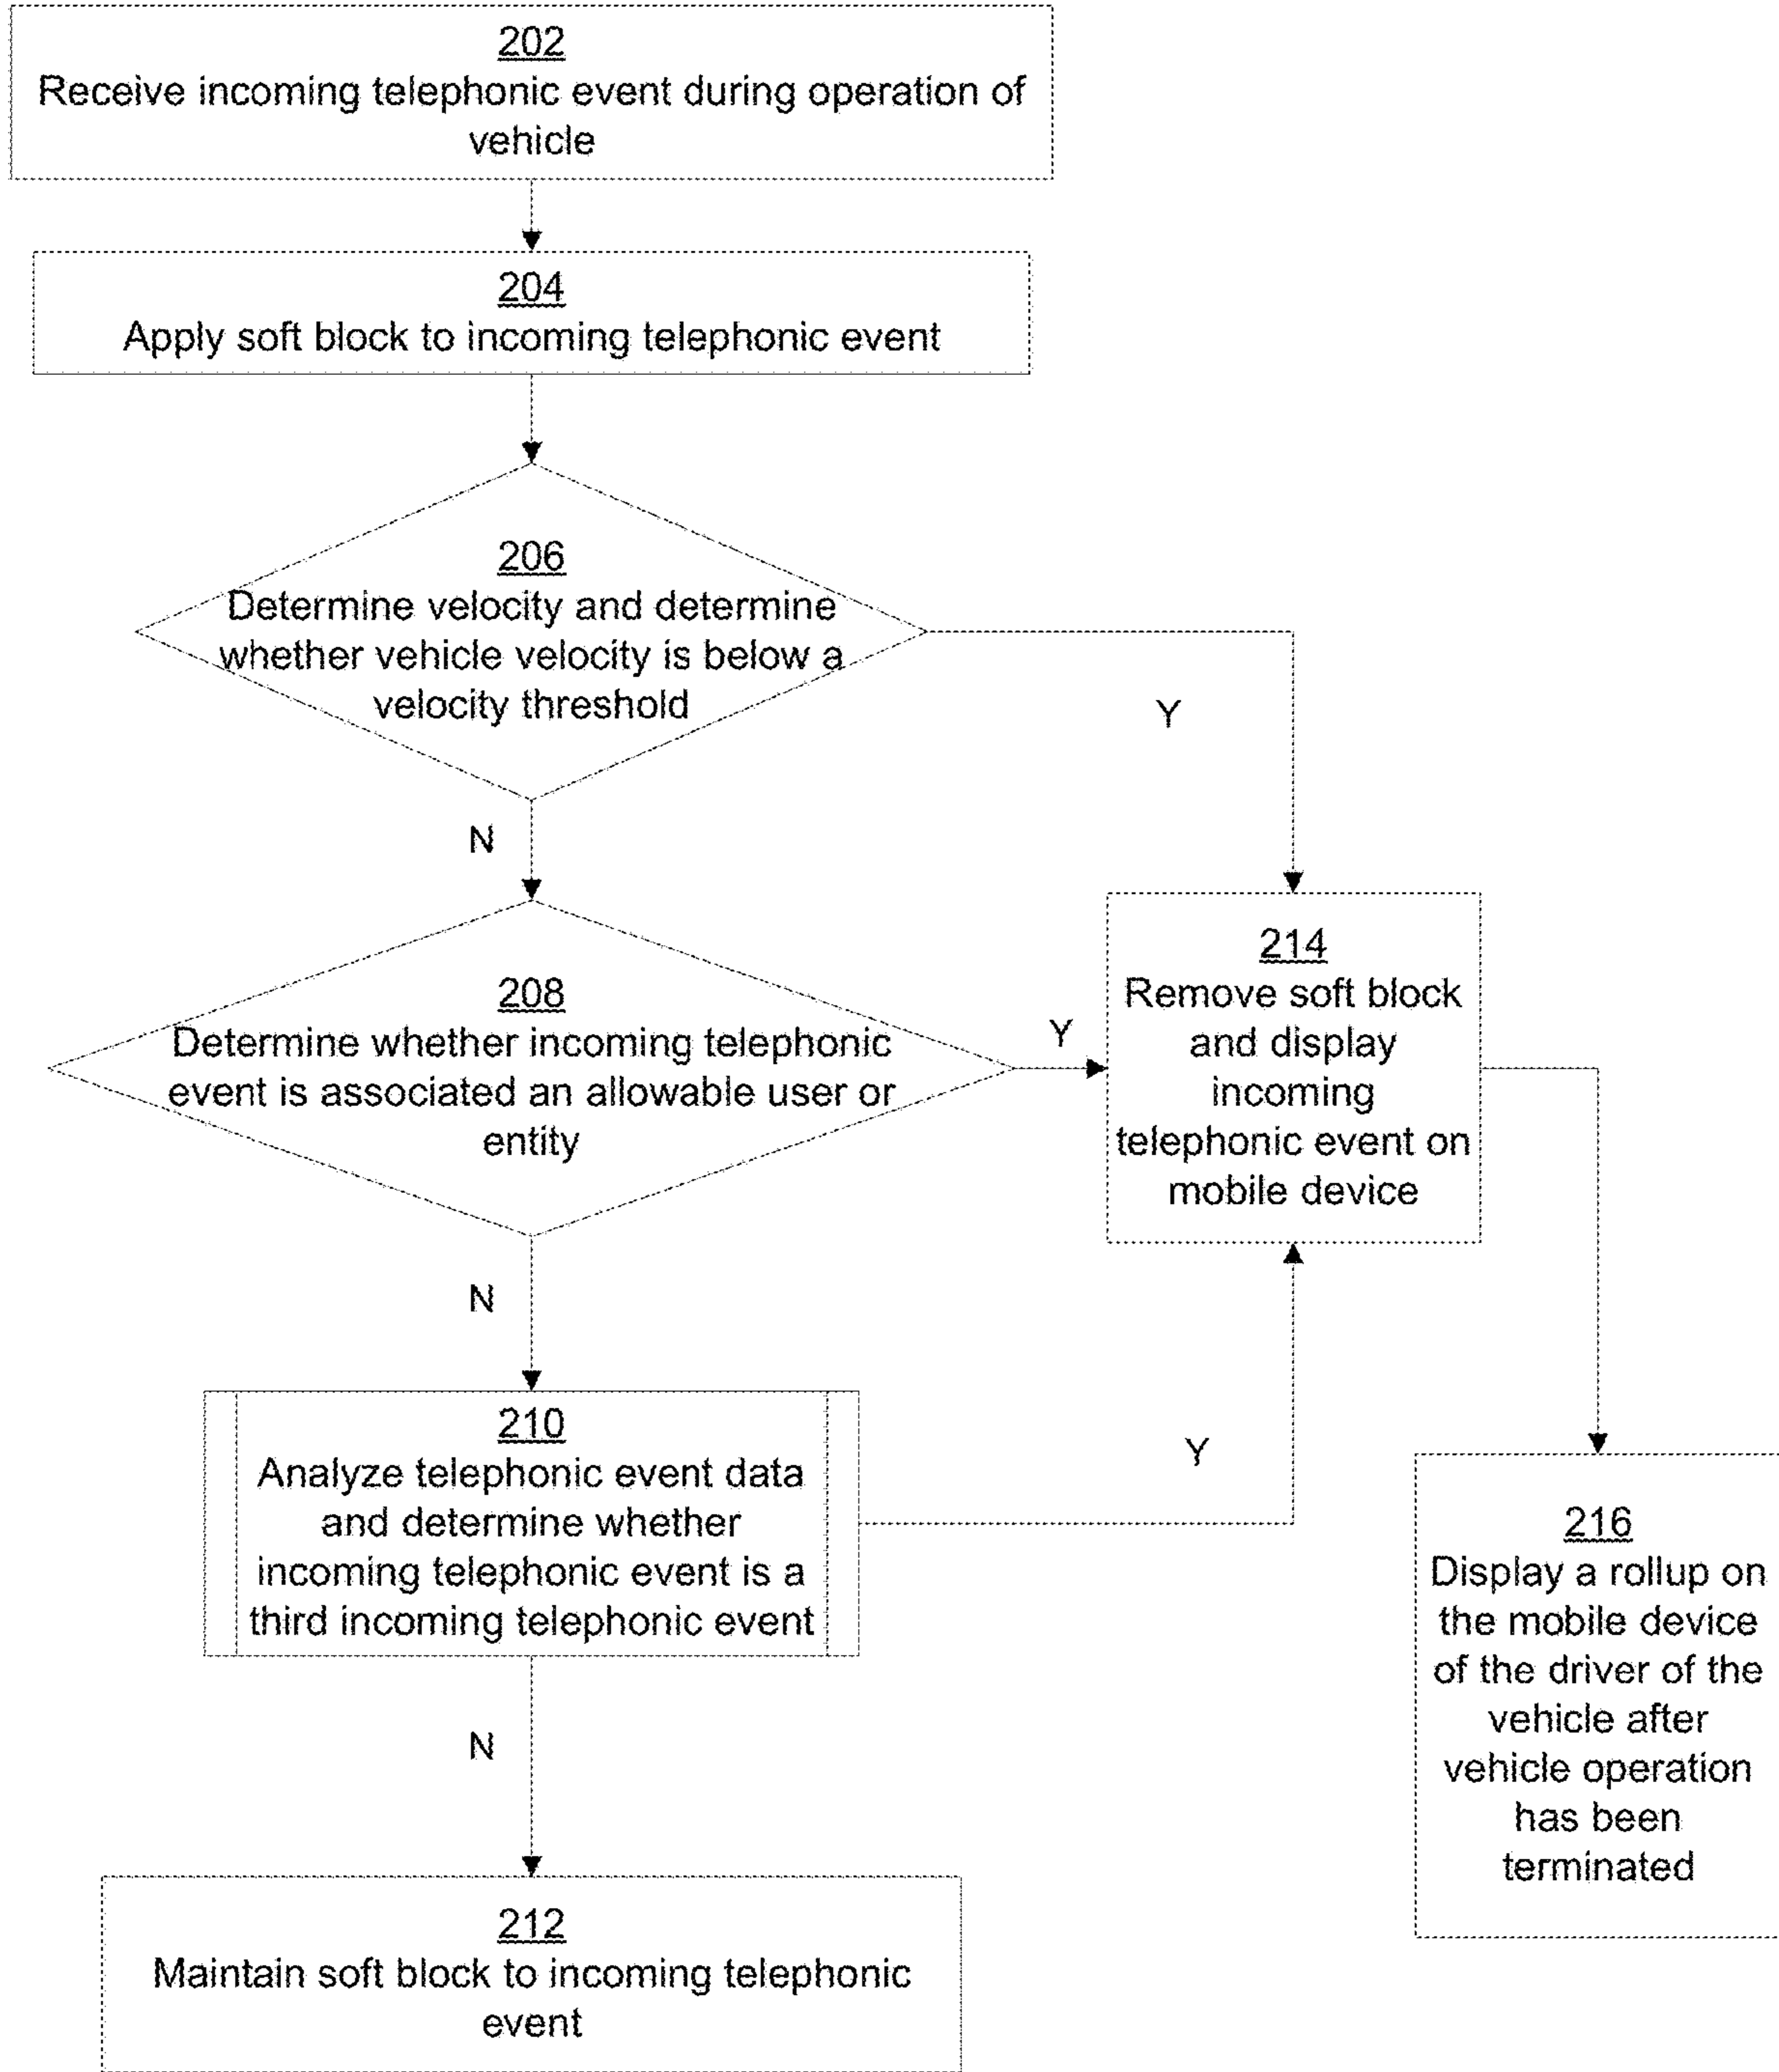 202
Receive incoming telephonic event during operation of
vehicle
204
Apply soft block to incoming telephonic event
206
Determine velocity and determine
whether vehicle velocity is below a
velocity threshold
Y
N
208
Determine whether incoming telephonic
event is associated an allowable user or
entity
Y
214
Remove soft block
and display
incoming
telephonic event on
mobile device
N
210
Analyze telephonic event data
and determine whether
incoming telephonic event is a
third incoming telephonic event
Y
216
Display a rollup on
the mobile device
of the driver of the
vehicle after
vehicle operation
has been
terminated
N
212
Maintain soft block to incoming telephonic
event